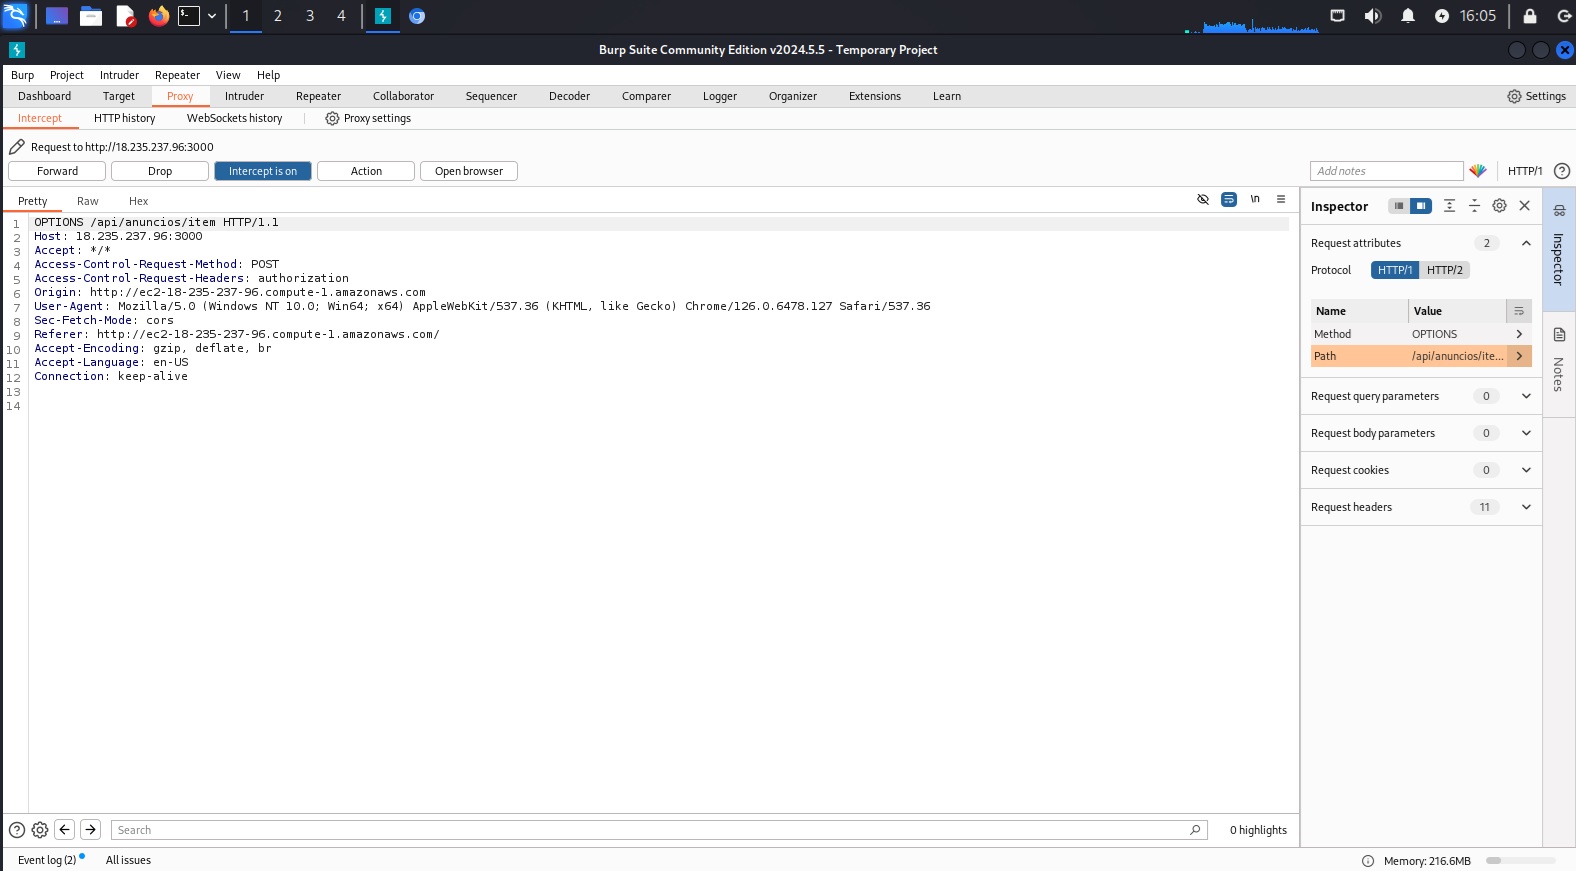 1 2 3 4 16:05
Burp Suite Community Edition v2024.5.5 - Temporary Project
Burp Project Intruder Repeater View Help
Dashboard Target Proxy Intruder Repeater Collaborator Sequencer Decoder Comparer Logger Organizer Extensions Learn Settings
Intercept HTTP history WebSockets history Proxy settings
Request to http://18.235.237.96:3000
Forward Drop Intercept is on Action Open browser Add notes HTTP/1
Pretty Raw Hex \n
Inspector
1 OPTIONS /api/anuncios/item HTTP/1.1
2 Host: 18.235.237.96:3000
3 Accept: */*
4 Access-Control-Request-Method: POST
5 Access-Control-Request-Headers: authorization
6 Origin: http://ec2-18-235-237-96.compute-1.amazonaws.com
7 User-Agent: Mozilla/5.0 (Windows NT 10.0; Win64; x64) AppleWebKit/537.36 (KHTML, like Gecko) Chrome/126.0.6478.127 Safari/537.36
8 Sec-Fetch-Mode: cors
9 Referer: http://ec2-18-235-237-96.compute-1.amazonaws.com/
10 Accept-Encoding: gzip, deflate, br
11 Accept-Language: en-US
12 Connection: keep-alive
13
14
Request attributes 2
Protocol HTTP/1 HTTP/2
Name Value
Method OPTIONS
Path /api/anuncios/ite...
Request query parameters 0
Request body parameters 0
Request cookies 0
Request headers 11
Inspector
Notes
Search 0 highlights
Event log (2) All issues Memory: 216.6MB